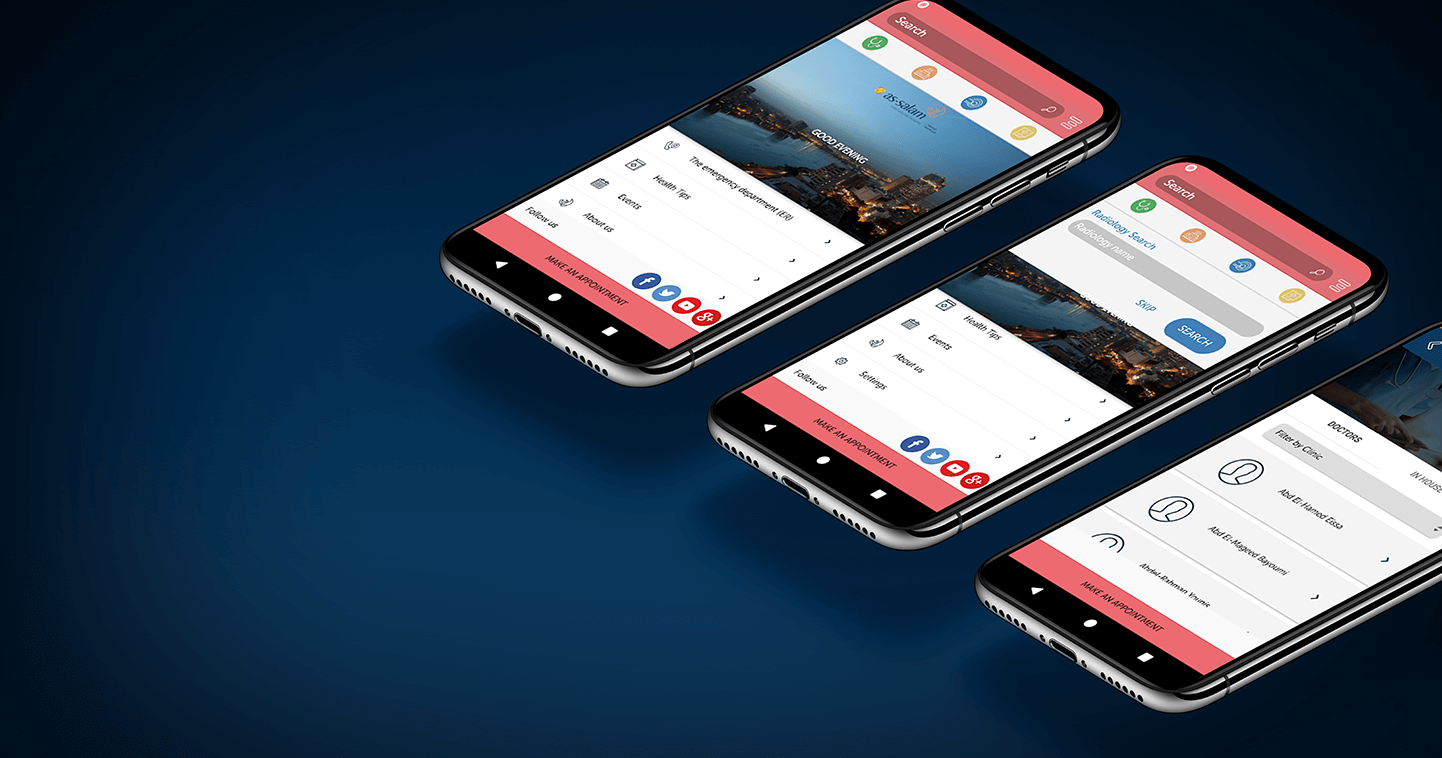 Search
as-salam
GOOD EVENING
The emergency department (ER)
Health Tips
Events
About us
Follow us
MAKE AN APPOINTMENT
Search
Radiology Search
Radiology name
SKIP
SEARCH
Health Tips
Events
About us
Settings
Follow us
MAKE AN APPOINTMENT
DOCTORS
IN HOUSE
Filter by Clinic
Abd El-Hamed Eissa
Abd El-Mageed Bayoumi
Abdel-Rahman Younis
MAKE AN APPOINTMENT